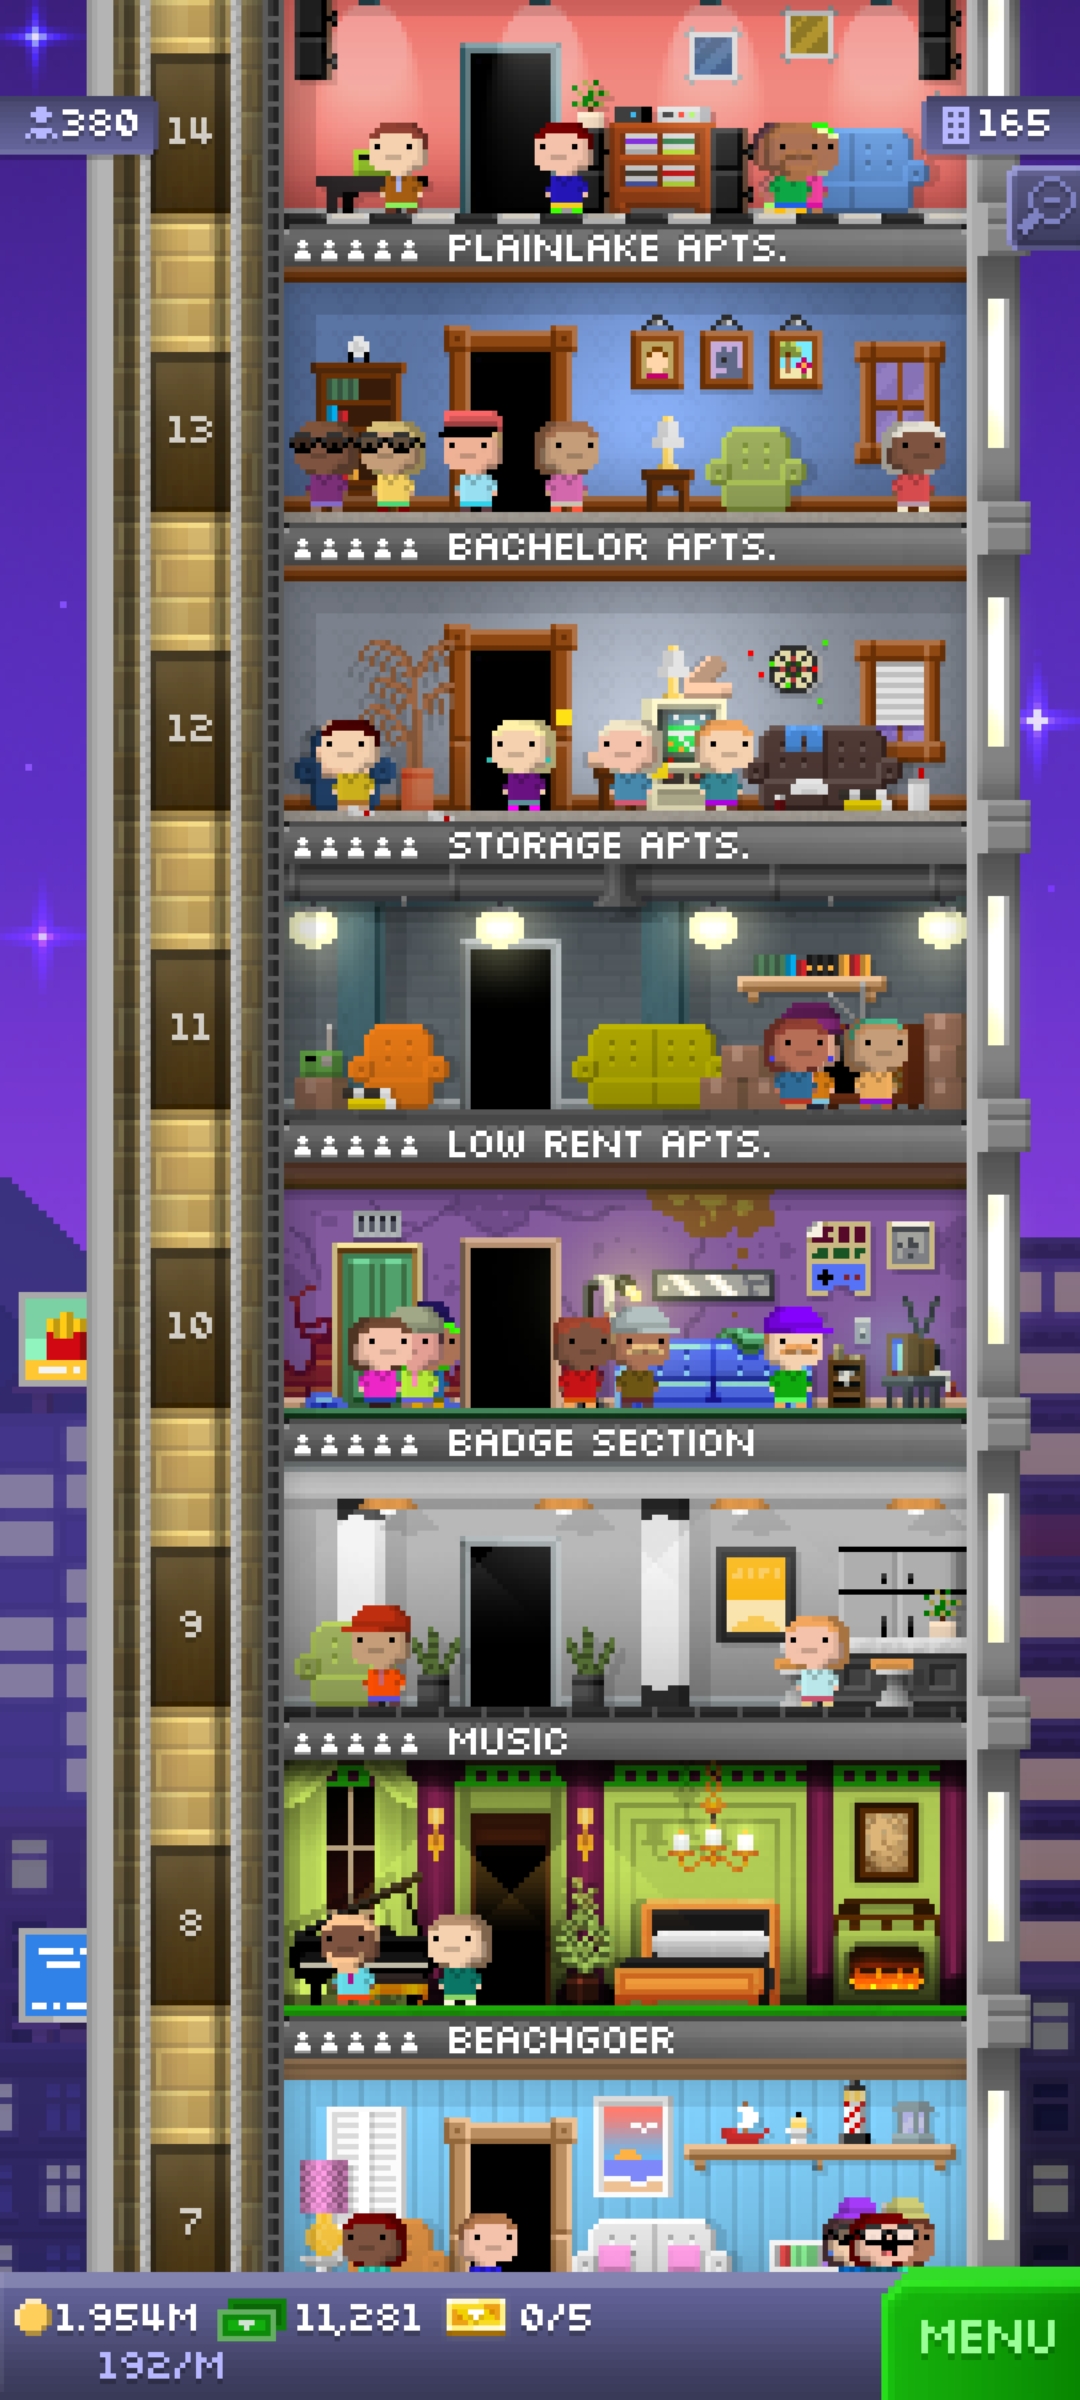 380
165
14
PLAINLAKE APTS.
13
BACHELOR APTS.
12
STORAGE APTS.
11
LOW RENT APTS.
10
BADGE SECTION
9
MUSIC
8
BEACHGOER
7
1.954M 11,281 0/5
192/M
MENU